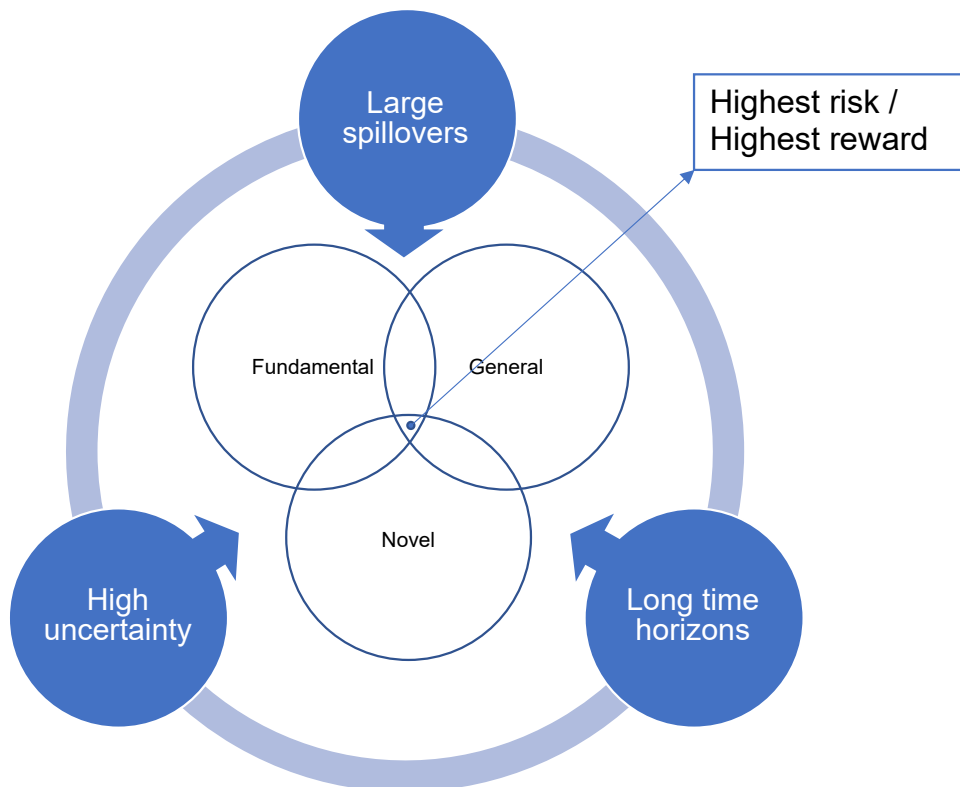 Large
spillovers
Highest risk /
Highest reward
Fundamental
General
Novel
High
uncertainty
Long time
horizons